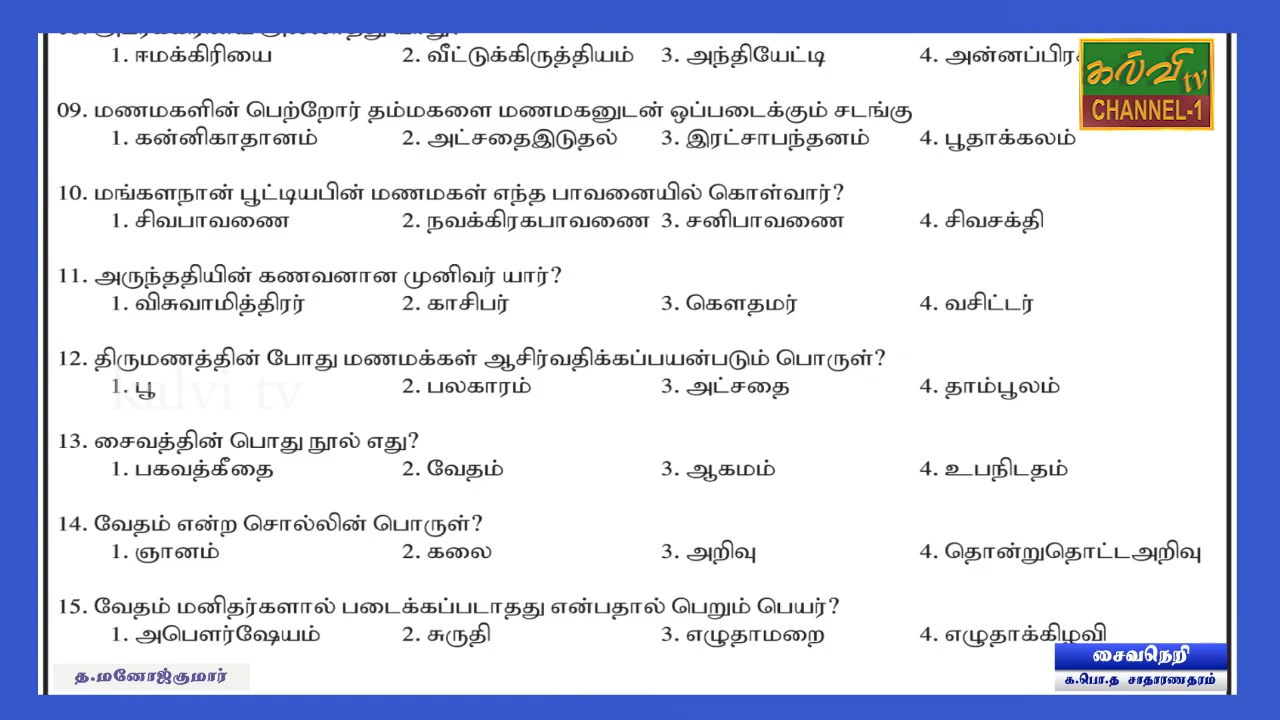 1. ஈமக்கிரியை 2. வீட்டுக்கிருத்தியம் 3. அந்தியேட்டி 4.
கல்வி tv
CHANNEL-1
09. மணமகளின் பெற்றோர் தம்மகளை மணமகனுடன் ஒப்படைக்கும் சடங்கு
1. கன்னிகாதானம் 2. அட்சதைஇடுதல் 3. இரட்சாபந்தனம் 4. பூதாக்கலம்
10. மங்களநாண் பூட்டியபின் மணமகள் எந்த பாவனையில் கொள்வார்?
1. சிவபாவணை 2. நவக்கிரகபாவணை 3. சனிபாவணை 4. சிவசக்தி
11. அருந்ததியின் கணவனான முனிவர் யார்?
1. விசுவாமித்திரர் 2. காசிபர் 3. கௌதமர் 4. வசிட்டர்
12. திருமணத்தின் போது மணமக்கள் ஆசிர்வதிக்கப்பயன்படும் பொருள்?
1. பூ 2. பலகாரம் 3. அட்சதை 4. தாம்பூலம்
kalvi tv
13. சைவத்தின் பொது நூல் எது?
1. பகவத்கீதை 2. வேதம் 3. ஆகமம் 4. உபநிடதம்
14. வேதம் என்ற சொல்லின் பொருள்?
1. ஞானம் 2. கலை 3. அறிவு 4. தொன்றுதொட்டஅறிவு
15. வேதம் மனிதர்களால் படைக்கப்படாதது என்பதால் பெறும் பெயர்?
1. அபௌர்ஷேயம் 2. சுருதி 3. எழுதாமறை 4. எழுதாக்கிழவி
த.மனோஜ்குமார்
சைவநெறி
க.பொ.த சாதாரணதரம்